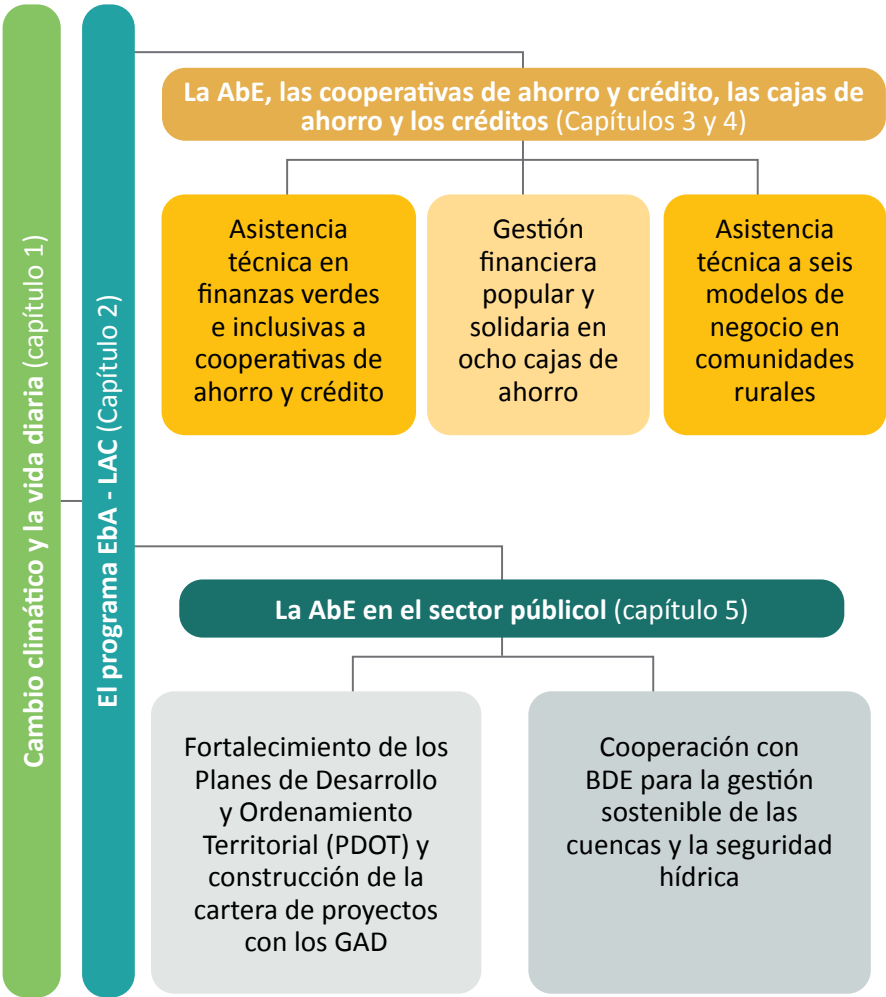 Cambio climático y la vida diaria (capítulo 1)
El programa EbA - LAC (Capítulo 2)
La AbE, las cooperativas de ahorro y crédito, las cajas de
ahorro y los créditos (Capítulos 3 y 4)
Asistencia
técnica en
finanzas verdes
e inclusivas a
cooperativas de
ahorro y crédito
Gestión
financiera
popular y
solidaria en
ocho cajas de
ahorro
Asistencia
técnica a seis
modelos de
negocio en
comunidades
rurales
La AbE en el sector públicol (capítulo 5)
Fortalecimiento de los
Planes de Desarrollo
y Ordenamiento
Territorial (PDOT) y
construcción de la
cartera de proyectos
con los GAD
Cooperación con
BDE para la gestión
sostenible de las
cuencas y la seguridad
hídrica